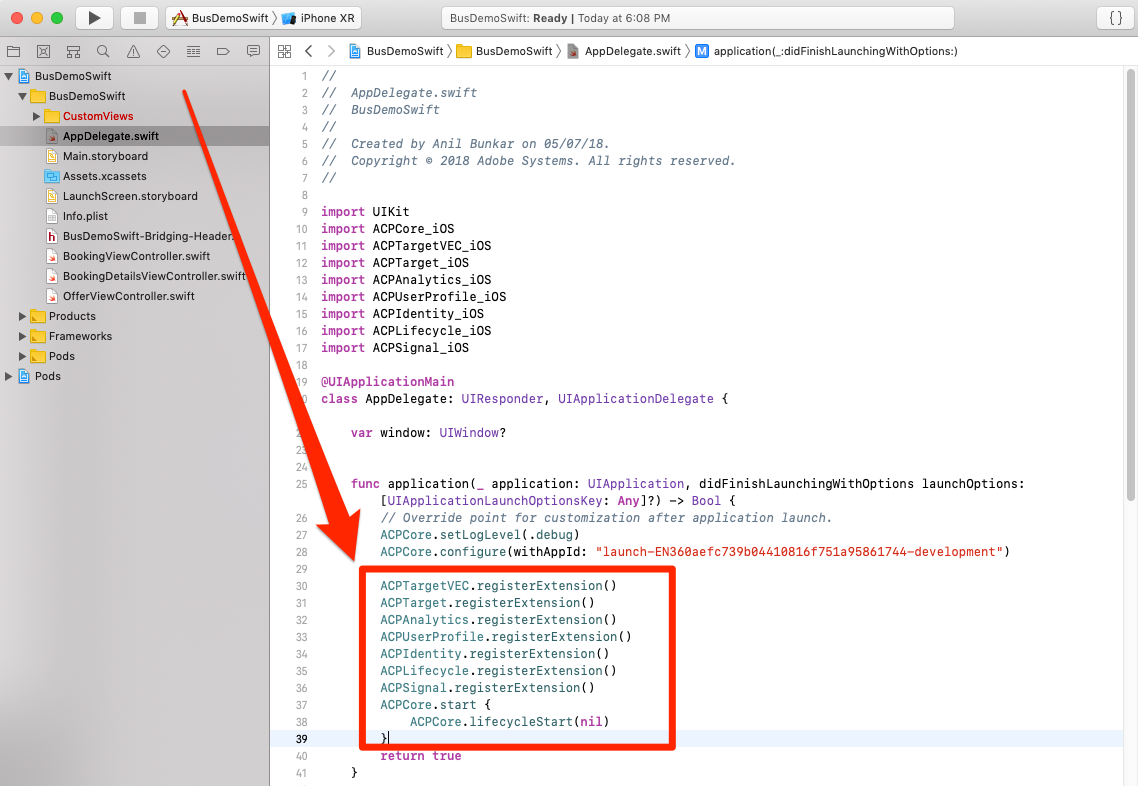 BusDemoSwift
iPhone XR
BusDemoSwift: Ready | Today at 6:08 PM
{ }
BusDemoSwift
BusDemoSwift
AppDelegate.swift
M
application(_:didFinishLaunchingWithOptions:)
BusDemoSwift
BusDemoSwift
CustomViews
AppDelegate.swift
Main.storyboard
Assets.xcassets
LaunchScreen.storyboard
Info.plist
h BusDemoSwift-Bridging-Header.
BookingViewController.swift
BookingDetailsViewController.swift
OfferViewController.swift
Products
Frameworks
Pods
Pods
1 //
2 //  AppDelegate.swift
3 //  BusDemoSwift
4 //
5 //  Created by Anil Bunkar on 05/07/18.
6 //  Copyright © 2018 Adobe Systems. All rights reserved.
7 //
8
9 import UIKit
10 import ACPCore_iOS
11 import ACPTargetVEC_iOS
12 import ACPTarget_iOS
13 import ACPAnalytics_iOS
14 import ACPUserProfile_iOS
15 import ACPIdentity_iOS
16 import ACPLifecycle_iOS
17 import ACPSignal_iOS
18
19 @UIApplicationMain
class AppDelegate: UIResponder, UIApplicationDelegate {
var window: UIWindow?
23
24
25 func application(_ application: UIApplication, didFinishLaunchingWithOptions launchOptions:
[UIApplicationLaunchOptionsKey: Any]?) -> Bool {
26 // Override point for customization after application launch.
27 ACPCore.setLogLevel(.debug)
28 ACPCore.configure(withAppId: "launch-EN360aefc739b04410816f751a95861744-development")
29
30 ACPTargetVEC.registerExtension()
31 ACPTarget.registerExtension()
32 ACPAnalytics.registerExtension()
33 ACPUserProfile.registerExtension()
34 ACPIdentity.registerExtension()
35 ACPLifecycle.registerExtension()
36 ACPSignal.registerExtension()
37 ACPCore.start {
38 ACPCore.lifecycleStart(nil)
39 }
40 return true
41 }